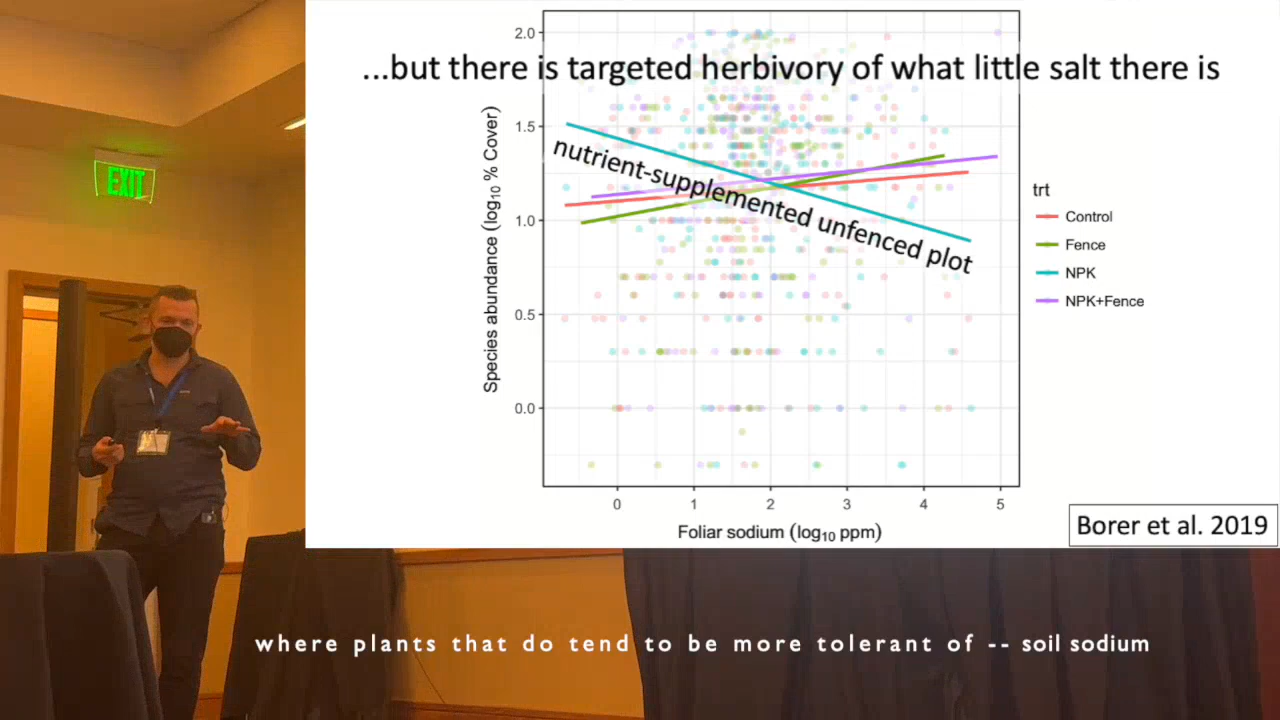 ...but there is targeted herbivory of what little salt there is
2.0
1.5
1.0
0.5
0.0
Species abundance (log10 % Cover)
nutrient-supplemented unfenced plot
0 1 2 3 4 5
Foliar sodium (log10 ppm)
trt
Control
Fence
NPK
NPK+Fence
Borer et al. 2019
EXIT
where plants that do tend to be more tolerant of -- soil sodium